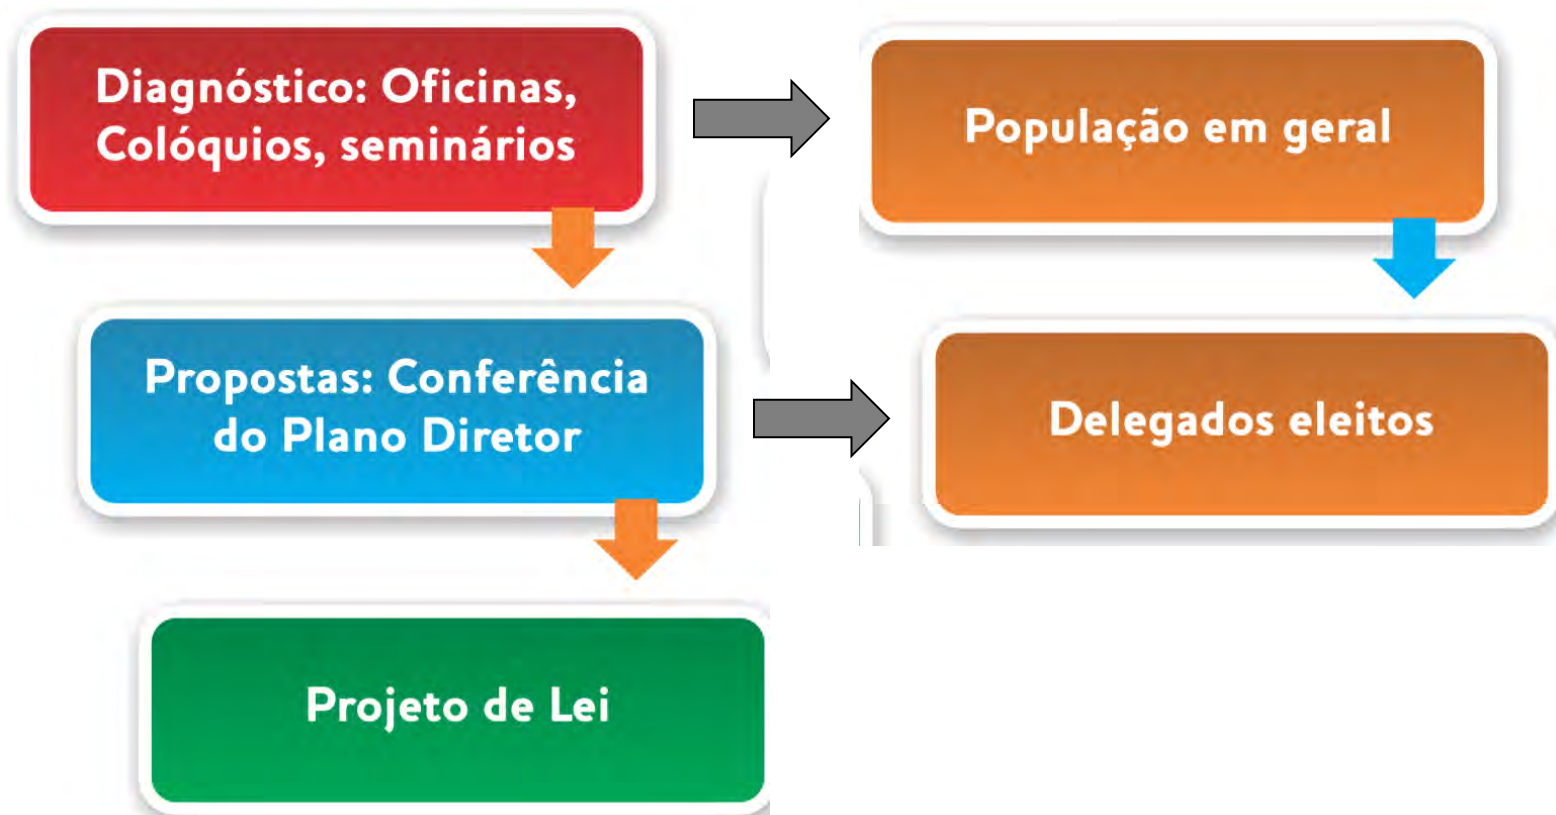 Diagnóstico: Oficinas,
Colóquios, seminários
População em geral
Propostas: Conferência
do Plano Diretor
Delegados eleitos
Projeto de Lei